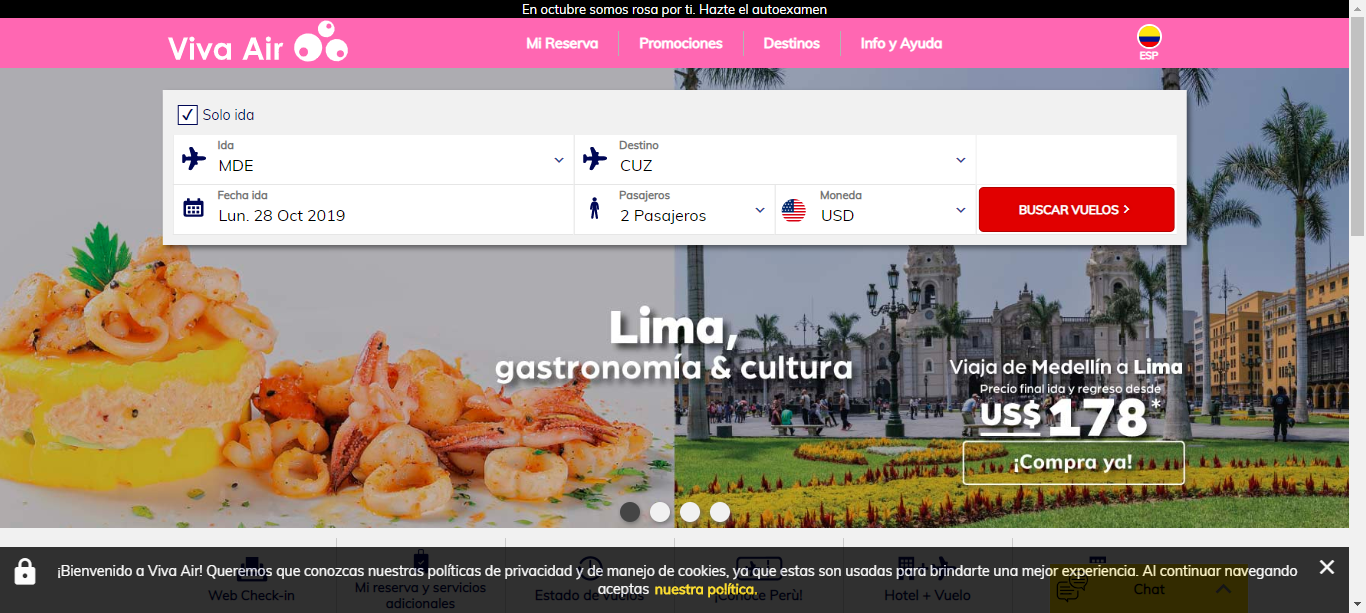 En octubre somos rosa por ti. Hazte el autoexamen
Viva Air
Mi Reserva
Promociones
Destinos
Info y Ayuda
ESP
Solo ida
Ida
MDE
Destino
CUZ
Fecha ida
Lun. 28 Oct 2019
Pasajeros
2 Pasajeros
Moneda
USD
BUSCAR VUELOS >
Lima,
gastronomía & cultura
Viaja de Medellín a Lima
Precio final ida y regreso desde
US$ 178*
¡Compra ya!
¡Bienvenido a Viva Air! Queremos que conozcas nuestras políticas de privacidad y de manejo de cookies, ya que estas son usadas para brindarte una mejor experiencia. Al continuar navegando
aceptas nuestra política.
Web Check-in
Mi reserva y servicios
adicionales
Estado de vuelos
¡Conoce Perù!
Hotel + Vuelo
Chat